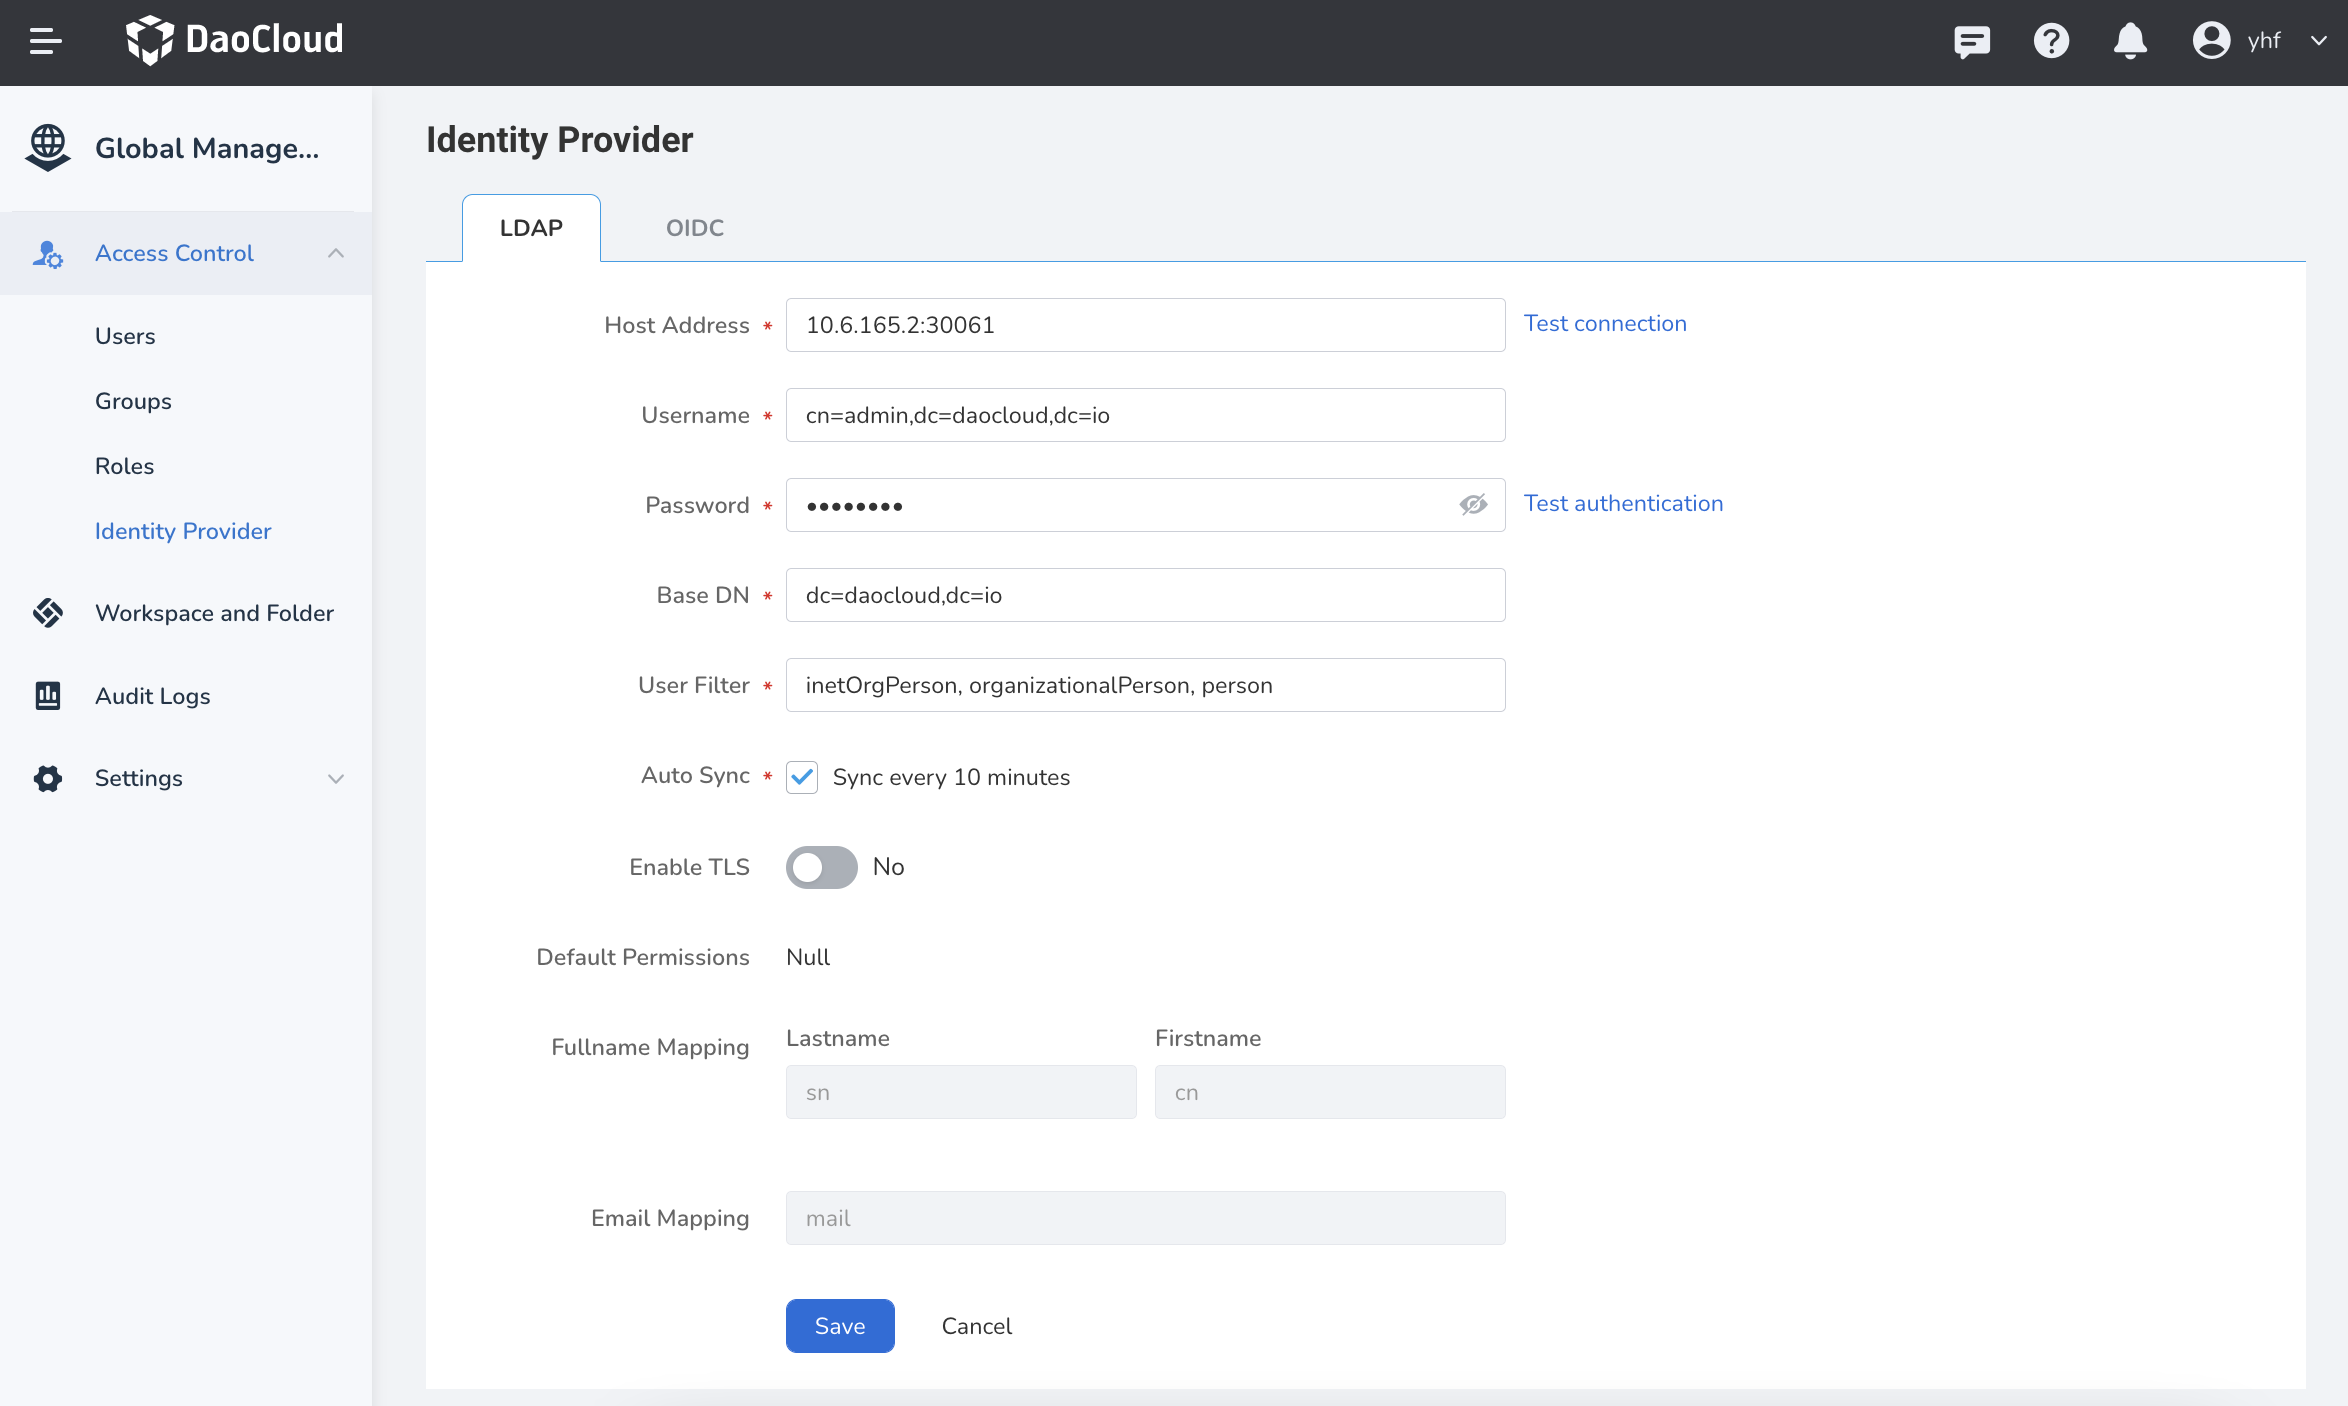 DaoCloud
yhf
Global Manage...
Access Control
Users
Groups
Roles
Identity Provider
Workspace and Folder
Audit Logs
Settings
Identity Provider
LDAP
OIDC
Host Address *
10.6.165.2:30061
Test connection
Username *
cn=admin,dc=daocloud,dc=io
Password *
••••••••
Test authentication
Base DN *
dc=daocloud,dc=io
User Filter *
inetOrgPerson, organizationalPerson, person
Auto Sync *
Sync every 10 minutes
Enable TLS
No
Default Permissions
Null
Fullname Mapping
Lastname
Firstname
sn
cn
Email Mapping
mail
Save
Cancel